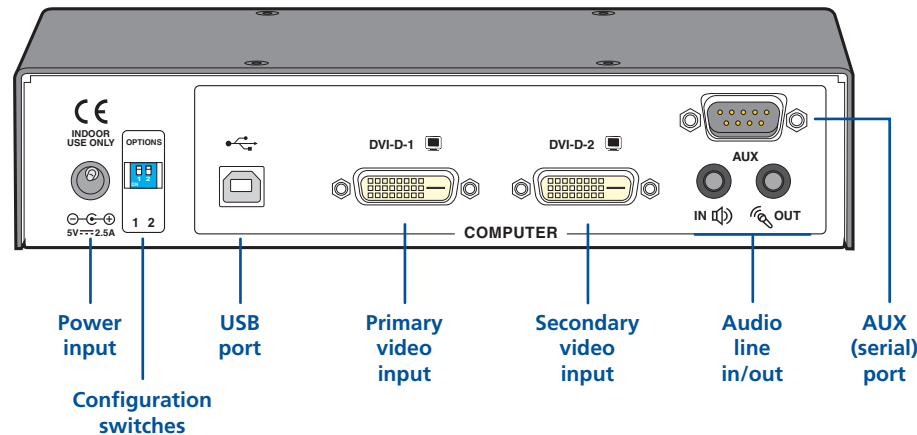 CE
INDOOR
USE ONLY
OPTIONS
1 2
ON
1 2
5V 2.5A
DVI-D-1
DVI-D-2
AUX
IN
OUT
COMPUTER
Power
input
Configuration
switches
USB
port
Primary
video
input
Secondary
video
input
Audio
line
in/out
AUX
(serial)
port